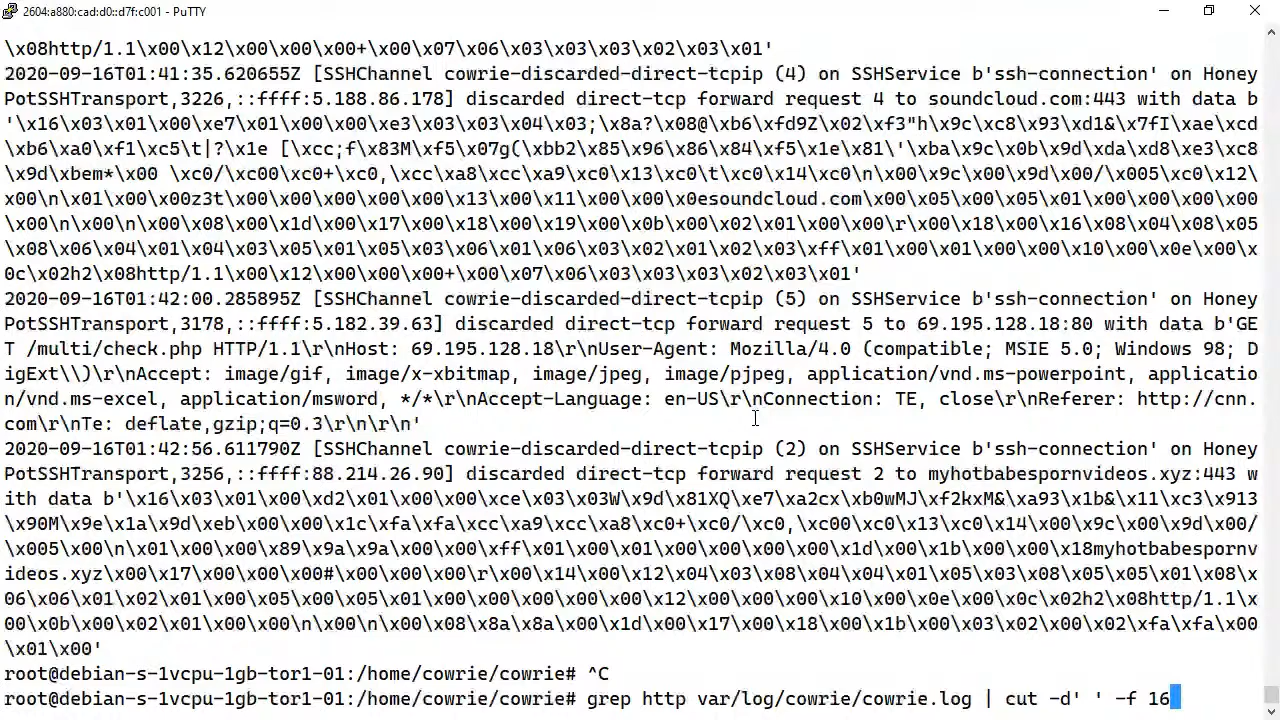 2604:a880:cad:d0::d7f:c001 - PuTTY
\x08http/1.1\x00\x12\x00\x00\x00+\x00\x07\x06\x03\x03\x03\x02\x03\x01'
2020-09-16T01:41:35.620655Z [SSHChannel cowrie-discarded-direct-tcpip (4) on SSHService b'ssh-connection' on Honey
PotSSHTransport,3226,::ffff:5.188.86.178] discarded direct-tcp forward request 4 to soundcloud.com:443 with data b
'\x16\x03\x01\x00\xe7\x01\x00\x00\xe3\x03\x03\x04\x03;\x8a?\x08@\xb6\xfd9Z\x02\xf3"h\x9c\xc8\x93\xd1&\x7fI\xae\xcd
\xb6\xa0\xf1\xc5\t|?\x1e [\xcc;f\x83M\xf5\x07g(\xbb2\x85\x96\x86\x84\xf5\x1e\x81\'\xba\x9c\x0b\x9d\xda\xd8\xe3\xc8
\x9d\xbem*\x00 \xc0/\xc00\xc0+\xc0,\xcc\xa8\xcc\xa9\xc0\x13\xc0\t\xc0\x14\xc0\n\x00\x9c\x00\x9d\x00/\x005\xc0\x12\
x00\n\x01\x00\x00z3t\x00\x00\x00\x00\x00\x13\x00\x11\x00\x00\x0esoundcloud.com\x00\x05\x00\x05\x01\x00\x00\x00\x00
\x00\n\x00\n\x00\x08\x00\x1d\x00\x17\x00\x18\x00\x19\x00\x0b\x00\x02\x01\x00\x00\r\x00\x18\x00\x16\x08\x04\x08\x05
\x08\x06\x04\x01\x04\x03\x05\x01\x05\x03\x06\x01\x06\x03\x02\x01\x02\x03\xff\x01\x00\x01\x00\x00\x10\x00\x0e\x00\x
0c\x02h2\x08http/1.1\x00\x12\x00\x00\x00+\x00\x07\x06\x03\x03\x03\x02\x03\x01'
2020-09-16T01:42:00.285895Z [SSHChannel cowrie-discarded-direct-tcpip (5) on SSHService b'ssh-connection' on Honey
PotSSHTransport,3178,::ffff:5.182.39.63] discarded direct-tcp forward request 5 to 69.195.128.18:80 with data b'GE
T /multi/check.php HTTP/1.1\r\nHost: 69.195.128.18\r\nUser-Agent: Mozilla/4.0 (compatible; MSIE 5.0; Windows 98; D
igExt\\)\r\nAccept: image/gif, image/x-xbitmap, image/jpeg, image/pjpeg, application/vnd.ms-powerpoint, applicatio
n/vnd.ms-excel, application/msword, */*\r\nAccept-Language: en-US\r\nConnection: TE, close\r\nReferer: http://cnn.
com\r\nTe: deflate,gzip;q=0.3\r\n\r\n'
2020-09-16T01:42:56.611790Z [SSHChannel cowrie-discarded-direct-tcpip (2) on SSHService b'ssh-connection' on Honey
PotSSHTransport,3256,::ffff:88.214.26.90] discarded direct-tcp forward request 2 to myhotbabespornvideos.xyz:443 w
ith data b'\x16\x03\x01\x00\xd2\x01\x00\x00\xce\x03\x03W\x9d\x81XQ\xe7\xa2cx\xb0wMJ\xf2kxM&\xa93\x1b&\x11\xc3\x913
\x90M\x9e\x1a\x9d\xeb\x00\x00\x1c\xfa\xfa\xcc\xa9\xcc\xa8\xc0+\xc0/\xc0,\xc00\xc0\x13\xc0\x14\x00\x9c\x00\x9d\x00/
\x005\x00\n\x01\x00\x00\x89\x9a\x9a\x00\x00\xff\x01\x00\x01\x00\x00\x00\x00\x1d\x00\x1b\x00\x00\x18myhotbabespornv
ideos.xyz\x00\x17\x00\x00\x00#\x00\x00\x00\r\x00\x14\x00\x12\x04\x03\x08\x04\x04\x01\x05\x03\x08\x05\x05\x01\x08\x
06\x06\x01\x02\x01\x00\x05\x00\x05\x01\x00\x00\x00\x00\x00\x12\x00\x00\x00\x10\x00\x0e\x00\x0c\x02h2\x08http/1.1\x
00\x0b\x00\x02\x01\x00\x00\n\x00\n\x00\x08\x8a\x8a\x00\x1d\x00\x17\x00\x18\x00\x1b\x00\x03\x02\x00\x02\xfa\xfa\x00
\x01\x00'
root@debian-s-1vcpu-1gb-tor1-01:/home/cowrie/cowrie# ^C
root@debian-s-1vcpu-1gb-tor1-01:/home/cowrie/cowrie# grep http var/log/cowrie/cowrie.log | cut -d' ' -f 16